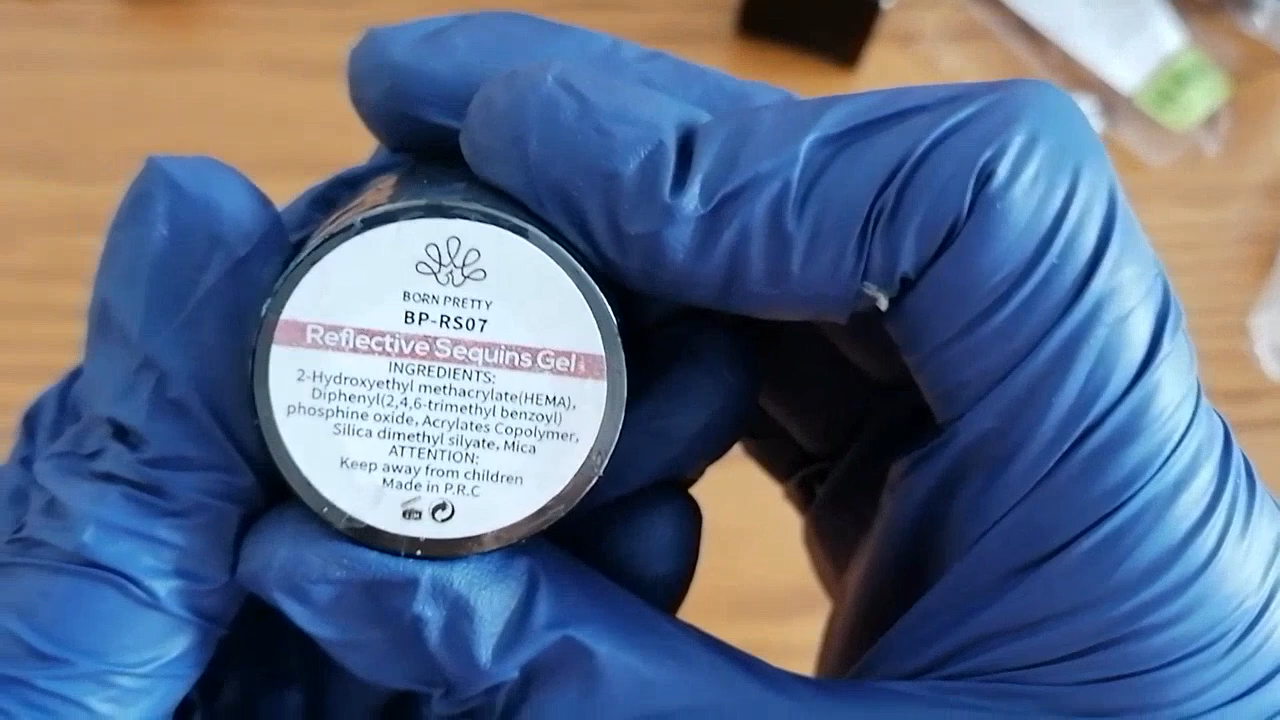 BORN PRETTY
BP-RS07
Reflective Sequins Gel
INGREDIENTS:
2-Hydroxyethyl methacrylate(HEMA),
Diphenyl(2,4,6-trimethyl benzoyl)
phosphine oxide, Acrylates Copolymer,
Silica dimethyl silyate, Mica
ATTENTION:
Keep away from children
Made in P.R.C